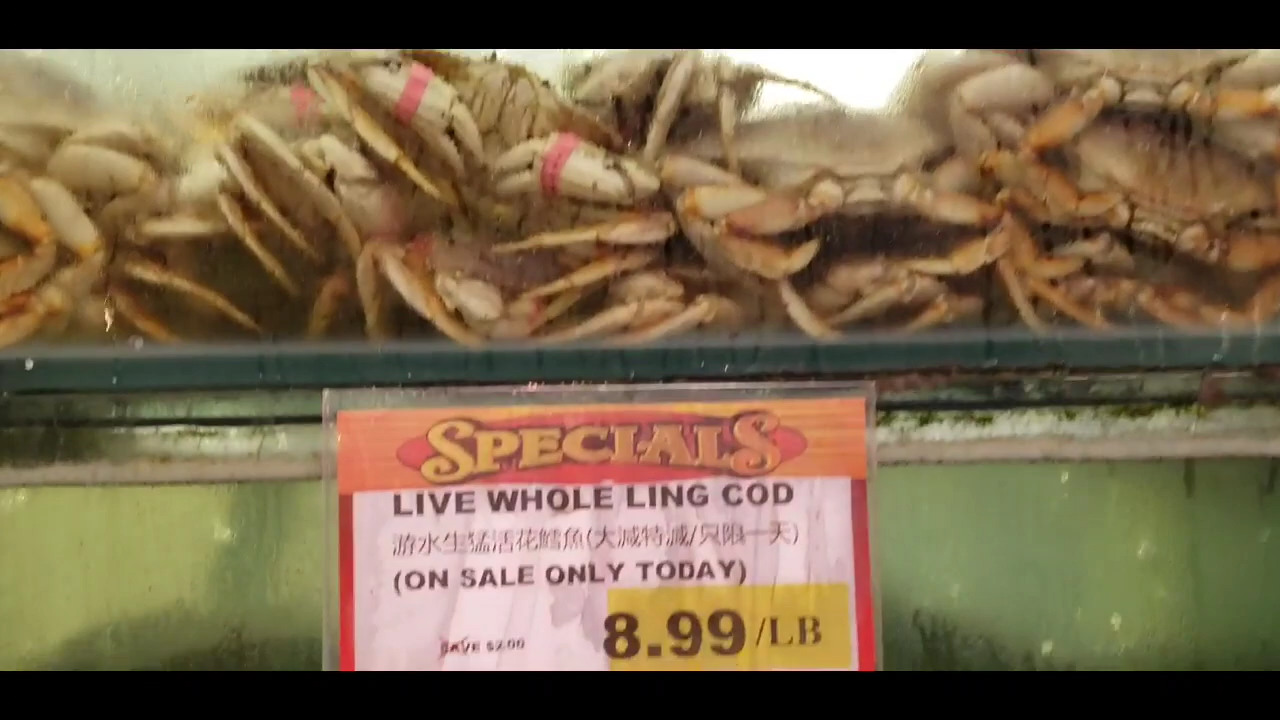 SPECIALS
LIVE WHOLE LING COD
游水生猛活花鱈魚(大減特減/只限一天)
(ON SALE ONLY TODAY)
SAVE $2.00
8.99/LB